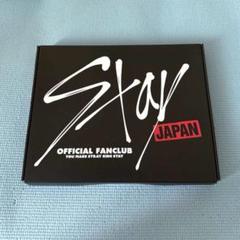 Stay
JAPAN
OFFICIAL FANCLUB
YOU MAKE STRAY KIDS STAY